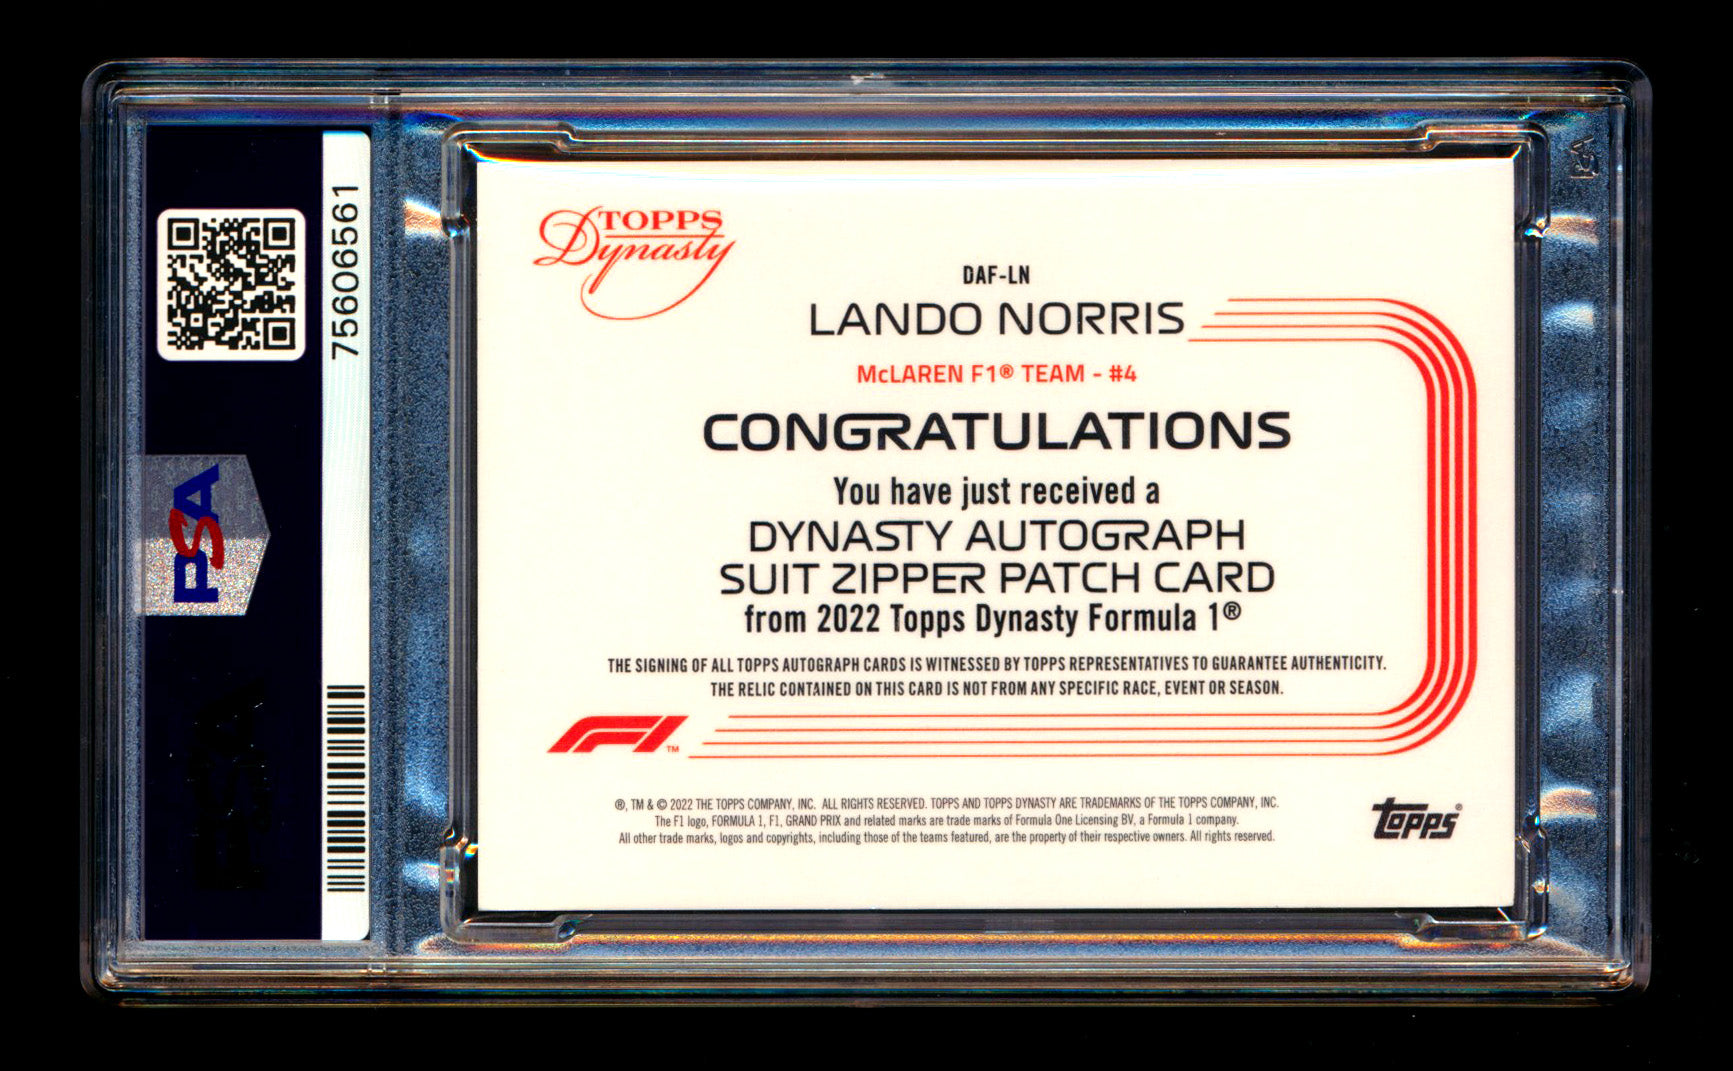 75606561
PSA
TOPPS
Dynasty
DAF-LN
LANDO NORRIS
McLAREN F1® TEAM - #4
CONGRATULATIONS
You have just received a
DYNASTY AUTOGRAPH
SUIT ZIPPER PATCH CARD
from 2022 Topps Dynasty Formula 1®
THE SIGNING OF ALL TOPPS AUTOGRAPH CARDS IS WITNESSED BY TOPPS REPRESENTATIVES TO GUARANTEE AUTHENTICITY.
THE RELIC CONTAINED ON THIS CARD IS NOT FROM ANY SPECIFIC RACE, EVENT OR SEASON.
F1™
®, TM & © 2022 THE TOPPS COMPANY, INC. ALL RIGHTS RESERVED. TOPPS AND TOPPS DYNASTY ARE TRADEMARKS OF THE TOPPS COMPANY, INC.
The F1 logo, FORMULA 1, F1, GRAND PRIX and related marks are trade marks of Formula One Licensing BV, a Formula 1 company.
All other trade marks, logos and copyrights, including those of the teams featured, are the property of their respective owners. All rights reserved.
topps®
PSA